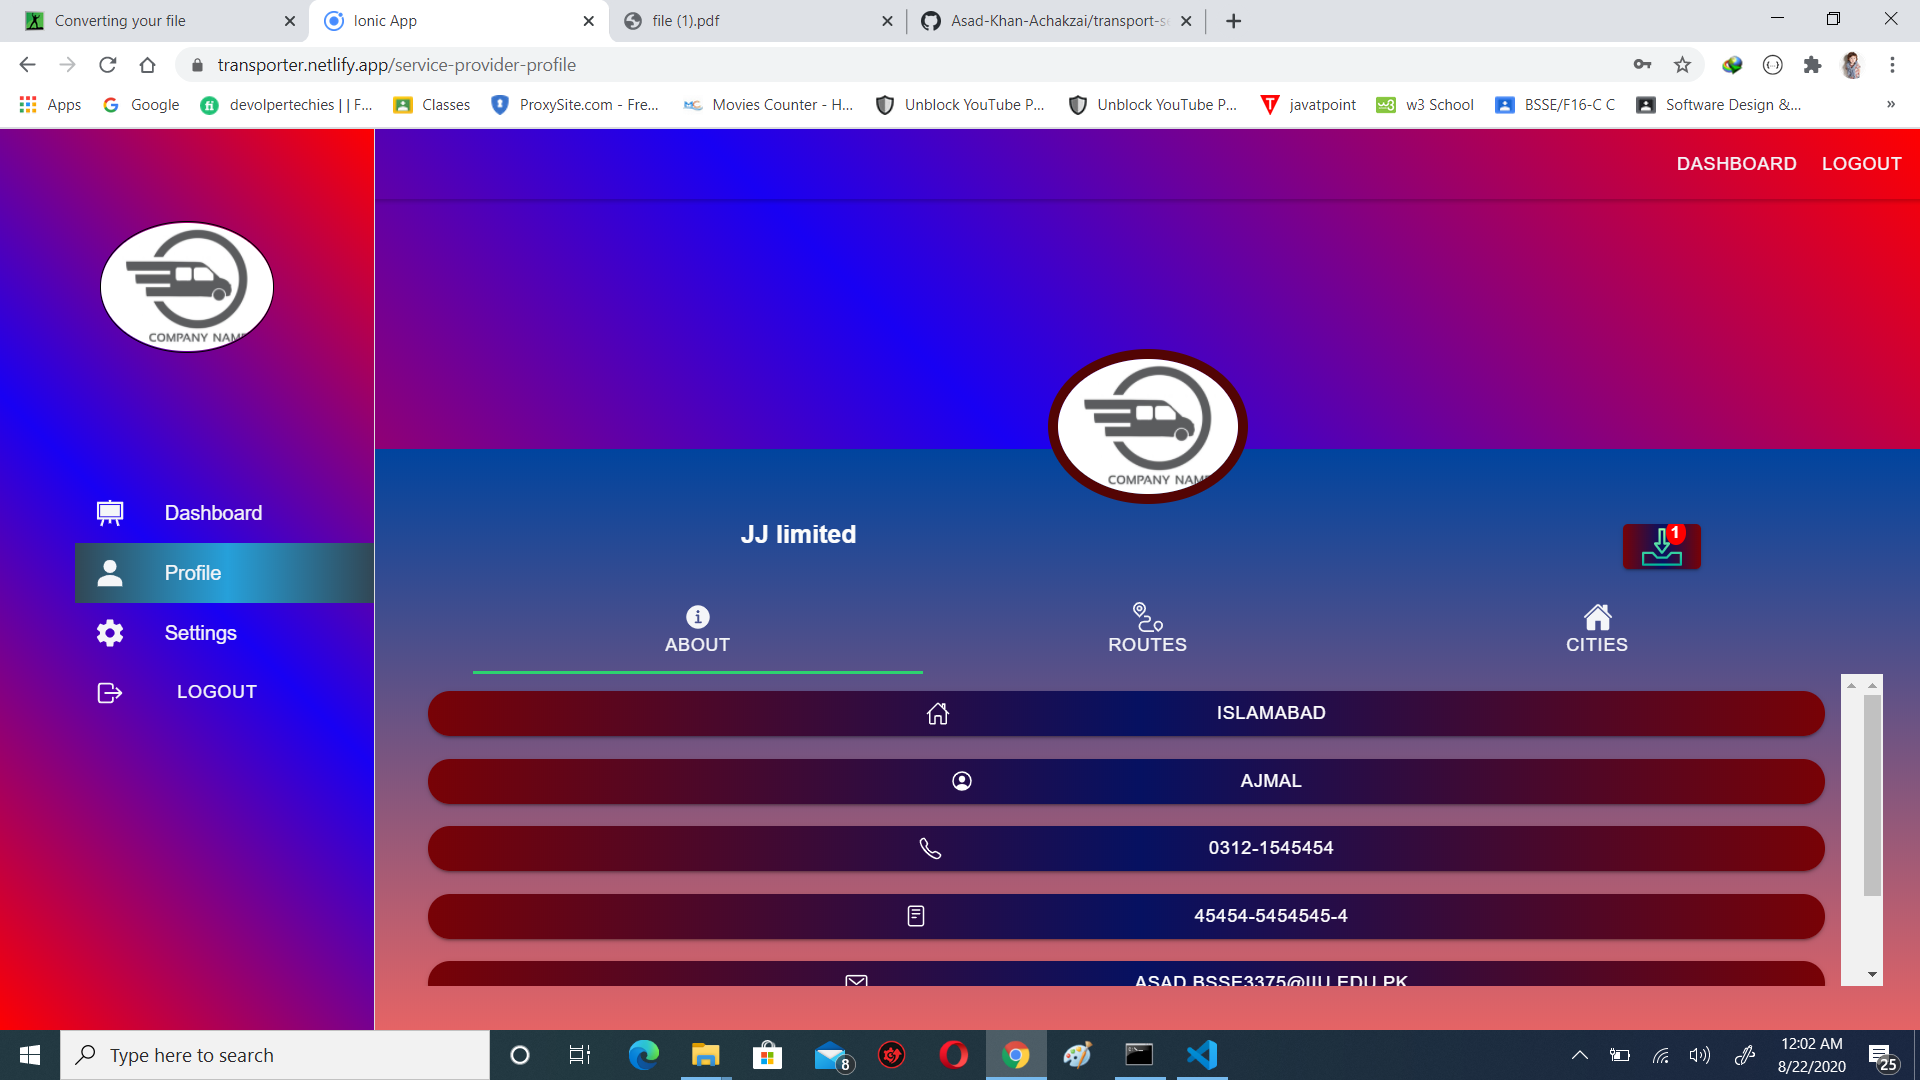 Converting your file
Ionic App
file (1).pdf
Asad-Khan-Achakzai/transport-se
transporter.netlify.app/service-provider-profile
Apps
Google
devolpertechies || F...
Classes
ProxySite.com - Fre...
Movies Counter - H...
Unblock YouTube P...
Unblock YouTube P...
javatpoint
w3 School
BSSE/F16-C C
Software Design &...
»
DASHBOARD
LOGOUT
COMPANY NAM
COMPANY NAM
Dashboard
Profile
Settings
LOGOUT
JJ limited
1
ABOUT
ROUTES
CITIES
ISLAMABAD
AJMAL
0312-1545454
45454-5454545-4
ASAD.BSSE3375@IIU.EDU.PK
Type here to search
8
12:02 AM
8/22/2020
25